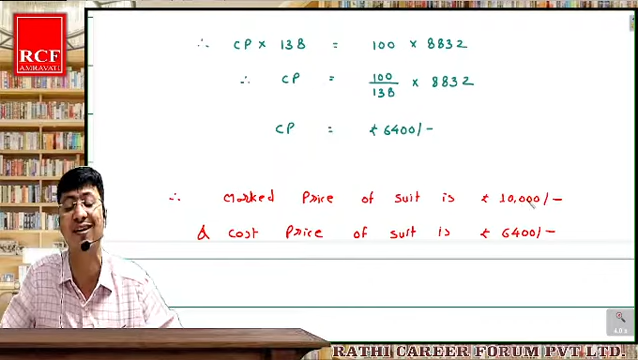 RCF
AMRAVATI
∴ CP × 138 = 100 × 8832
∴ CP = 100/138 × 8832
CP = ₹ 6400/-
∴ Marked Price of suit is ₹ 10,000/-
& cost Price of suit is ₹ 6400/-
RATHI CAREER FORUM PVT LTD.